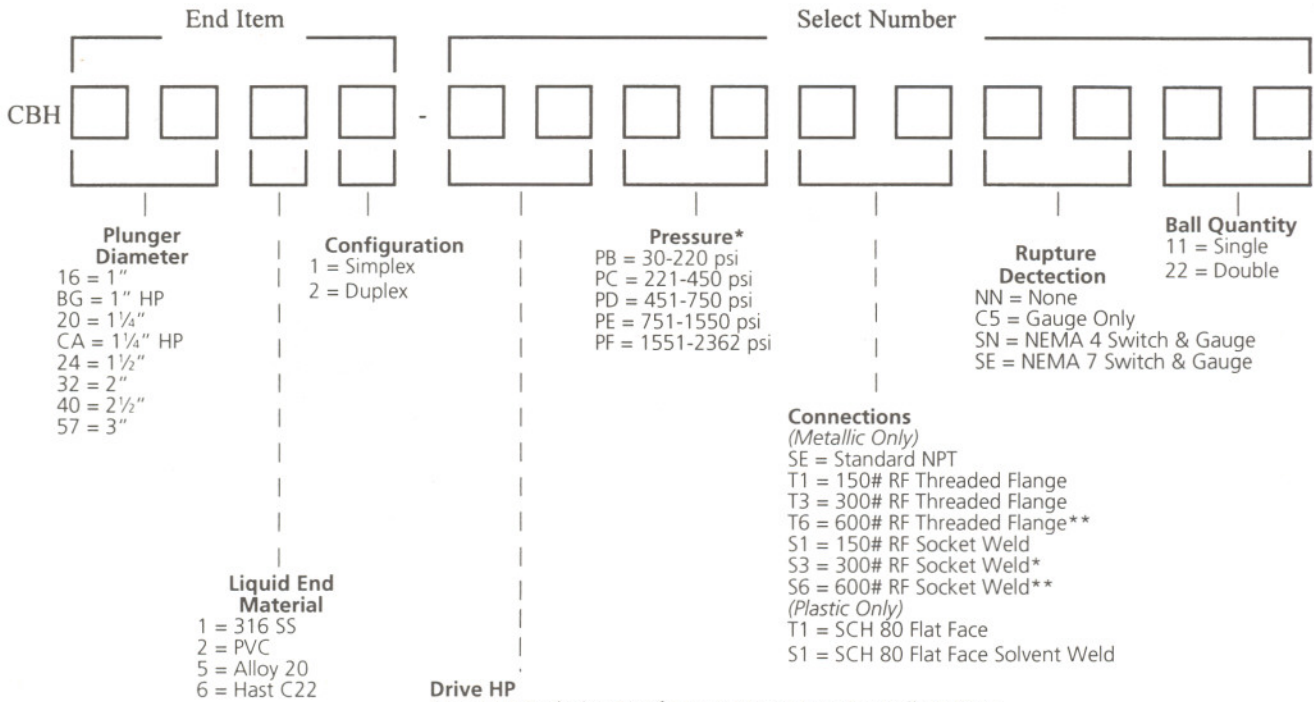 End Item
Select Number
CBH
-
Plunger
Diameter
16 = 1"
BG = 1" HP
20 = 1¼"
CA = 1¼" HP
24 = 1½"
32 = 2"
40 = 2½"
57 = 3"
Liquid End
Material
1 = 316 SS
2 = PVC
5 = Alloy 20
6 = Hast C22
Configuration
1 = Simplex
2 = Duplex
Drive HP
Pressure*
PB = 30-220 psi
PC = 221-450 psi
PD = 451-750 psi
PE = 751-1550 psi
PF = 1551-2362 psi
Connections
(Metallic Only)
SE = Standard NPT
T1 = 150# RF Threaded Flange
T3 = 300# RF Threaded Flange
T6 = 600# RF Threaded Flange**
S1 = 150# RF Socket Weld
S3 = 300# RF Socket Weld*
S6 = 600# RF Socket Weld**
(Plastic Only)
T1 = SCH 80 Flat Face
S1 = SCH 80 Flat Face Solvent Weld
Rupture
Dectection
NN = None
C5 = Gauge Only
SN = NEMA 4 Switch & Gauge
SE = NEMA 7 Switch & Gauge
Ball Quantity
11 = Single
22 = Double